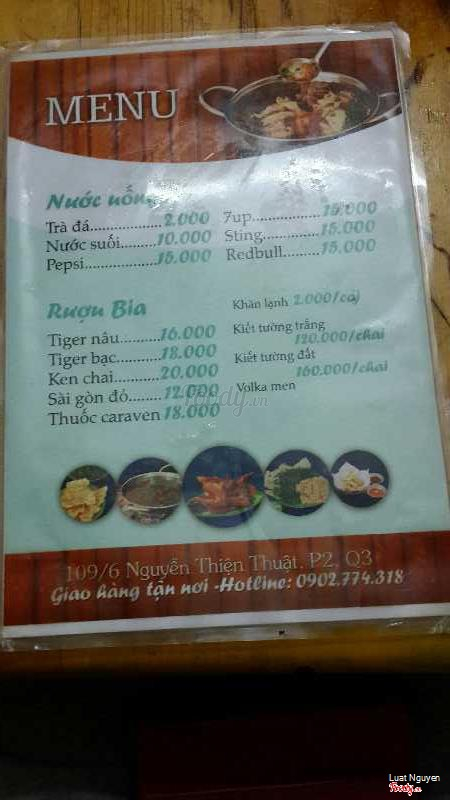 MENU
Nước uống
Trà đá....................2.000
Nước suối..........10.000
Pepsi.....................15.000
7up...................15.000
Sting................15.000
Redbull..........15.000
Rượu Bia
Tiger nâu...........16.000
Tiger bạc...........18.000
Ken chai............20.000
Sài gòn đỏ.........12.000
Thuốc caraven 18.000
Khăn lạnh 2.000/cái
Kiết tường trắng
120.000/chai
Kiết tường đất
160.000/chai
Volka men
foody.vn
109/6 Nguyễn Thiện Thuật, P2, Q3
Giao hàng tận nơi -Hotline: 0902.774.318
Luat Nguyen
Foody.vn